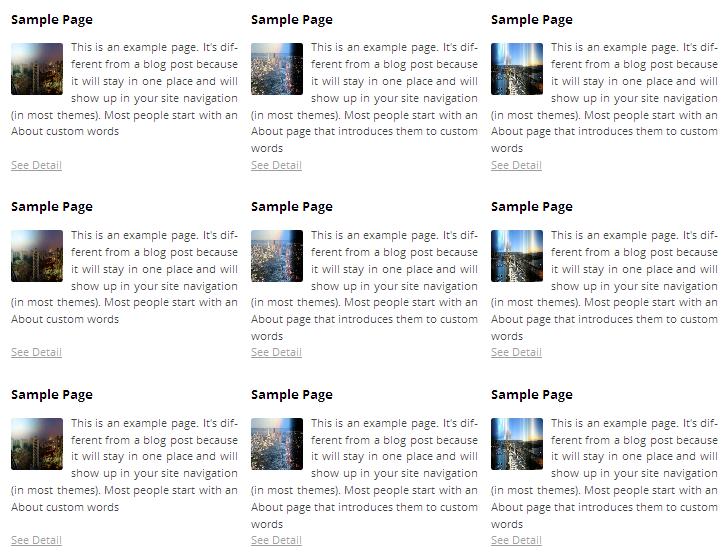 Sample Page
This is an example page. It's dif-
ferent from a blog post because
it will stay in one place and will
show up in your site navigation
(in most themes). Most people start with an
About custom words
See Detail
Sample Page
This is an example page. It's dif-
ferent from a blog post because
it will stay in one place and will
show up in your site navigation
(in most themes). Most people start with an
About page that introduces them to custom
words
See Detail
Sample Page
This is an example page. It's dif-
ferent from a blog post because
it will stay in one place and will
show up in your site navigation
(in most themes). Most people start with an
About page that introduces them to custom
words
See Detail
Sample Page
This is an example page. It's dif-
ferent from a blog post because
it will stay in one place and will
show up in your site navigation
(in most themes). Most people start with an
About custom words
See Detail
Sample Page
This is an example page. It's dif-
ferent from a blog post because
it will stay in one place and will
show up in your site navigation
(in most themes). Most people start with an
About page that introduces them to custom
words
See Detail
Sample Page
This is an example page. It's dif-
ferent from a blog post because
it will stay in one place and will
show up in your site navigation
(in most themes). Most people start with an
About page that introduces them to custom
words
See Detail
Sample Page
This is an example page. It's dif-
ferent from a blog post because
it will stay in one place and will
show up in your site navigation
(in most themes). Most people start with an
About custom words
See Detail
Sample Page
This is an example page. It's dif-
ferent from a blog post because
it will stay in one place and will
show up in your site navigation
(in most themes). Most people start with an
About page that introduces them to custom
words
See Detail
Sample Page
This is an example page. It's dif-
ferent from a blog post because
it will stay in one place and will
show up in your site navigation
(in most themes). Most people start with an
About page that introduces them to custom
words
See Detail